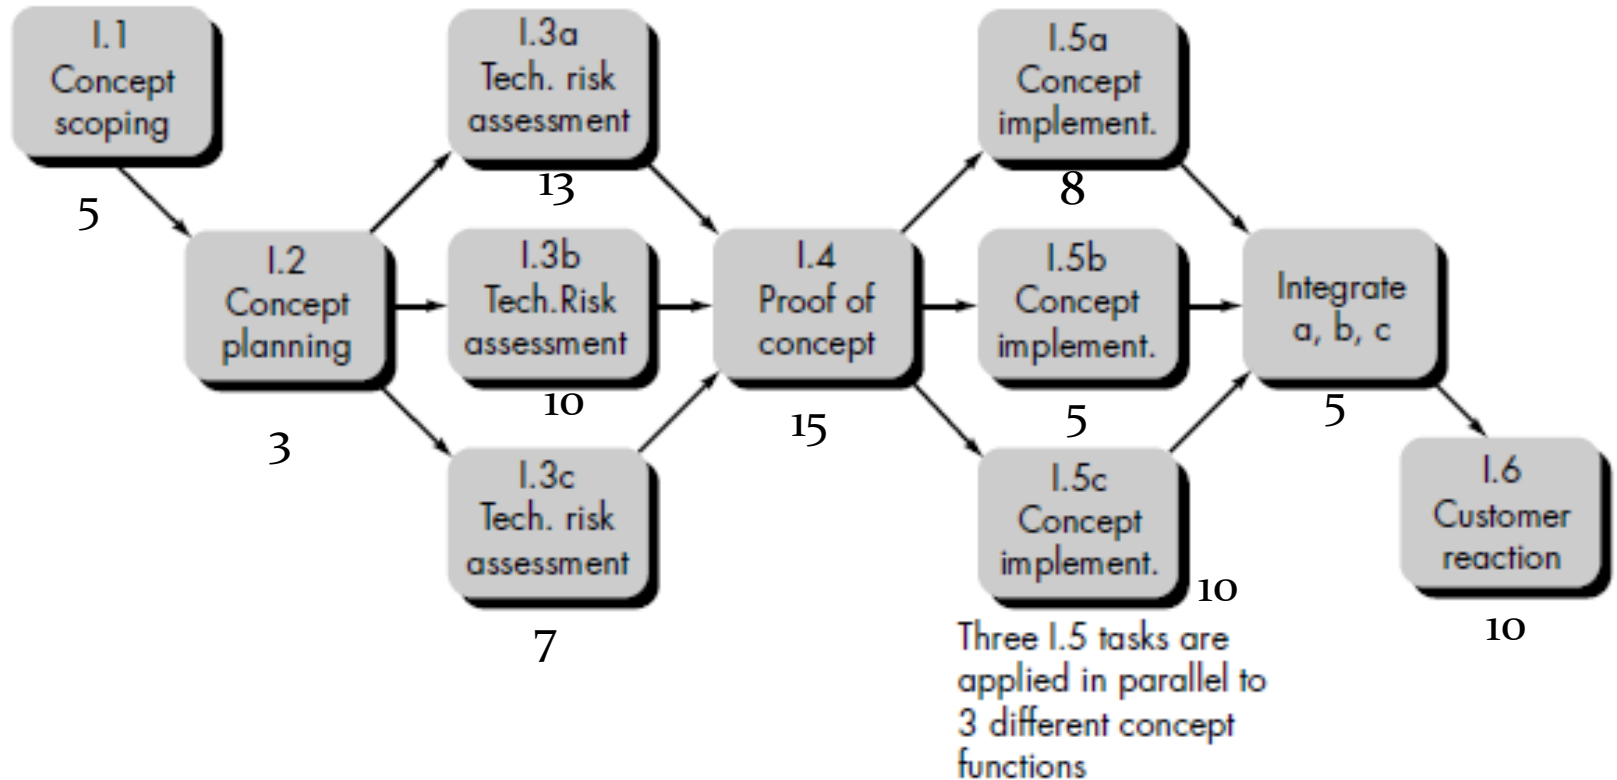 I.1
Concept
scoping
5
I.2
Concept
planning
3
I.3a
Tech. risk
assessment
13
I.3b
Tech.Risk
assessment
10
I.3c
Tech. risk
assessment
7
I.4
Proof of
concept
15
I.5a
Concept
implement.
8
I.5b
Concept
implement.
5
I.5c
Concept
implement.
10
Three I.5 tasks are
applied in parallel to
3 different concept
functions
Integrate
a, b, c
5
I.6
Customer
reaction
10